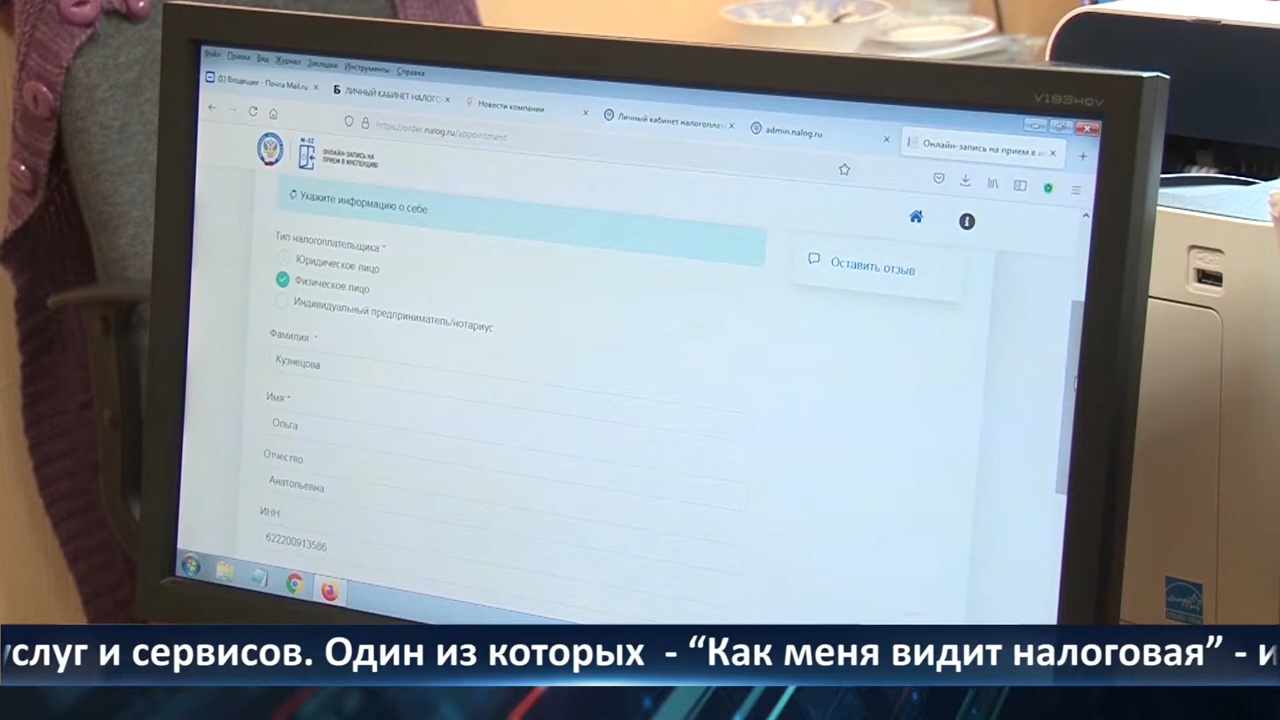 V193HQV
Файл Правка Вид Журнал Закладки Инструменты Справка
(1) Входящие - Почта Mail.ru
ЛИЧНЫЙ КАБИНЕТ НАЛОГО
Новости компании
Личный кабинет налогоплат
admin.nalog.ru
Онлайн-запись на прием в и
https://order.nalog.ru/appointment
ОНЛАЙН-ЗАПИСЬ НА
ПРИЕМ В ИНСПЕКЦИЮ
Укажите информацию о себе
Оставить отзыв
Тип налогоплательщика *
Юридическое лицо
Физическое лицо
Индивидуальный предприниматель/нотариус
Фамилия *
Кузнецова
Имя *
Ольга
Отчество
Анатольевна
ИНН
622200913586
услуг и сервисов. Один из которых - “Как меня видит налоговая” - и